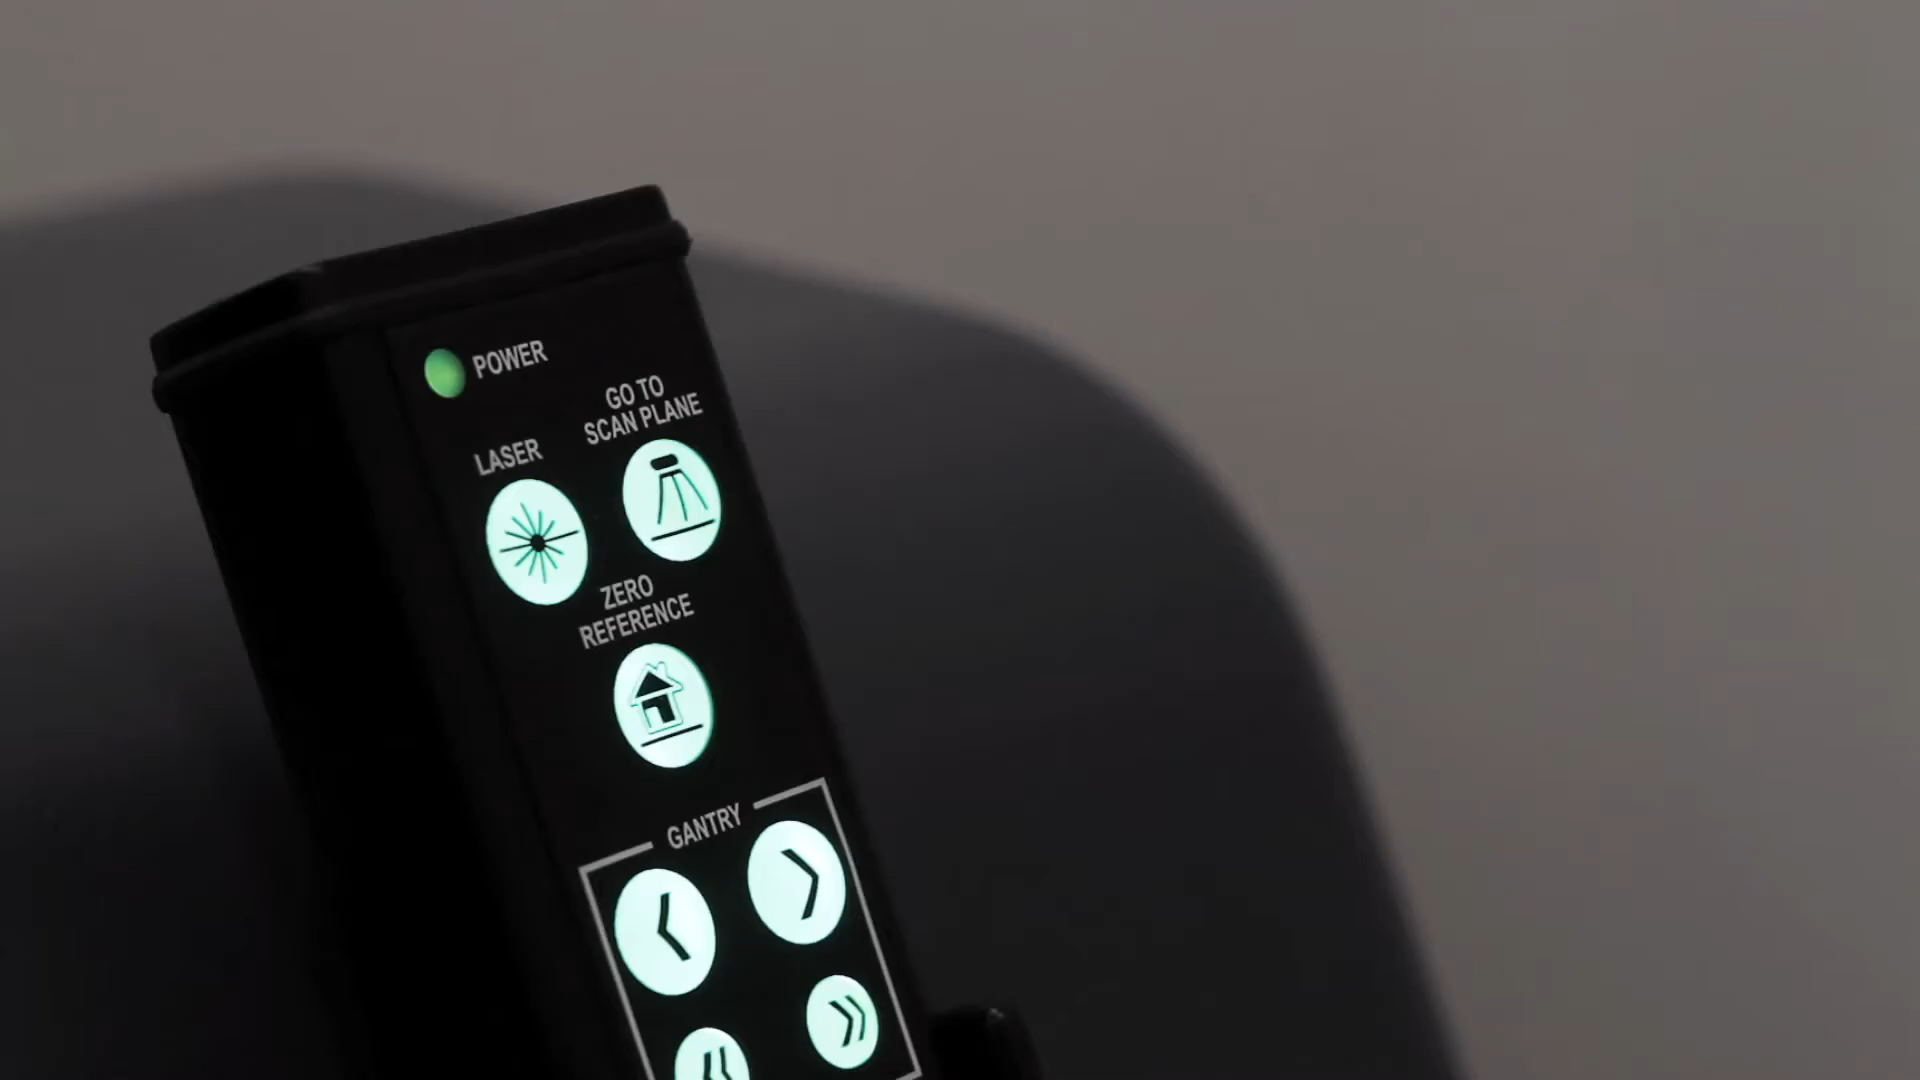 POWER
GO TO
SCAN PLANE
LASER
ZERO
REFERENCE
GANTRY